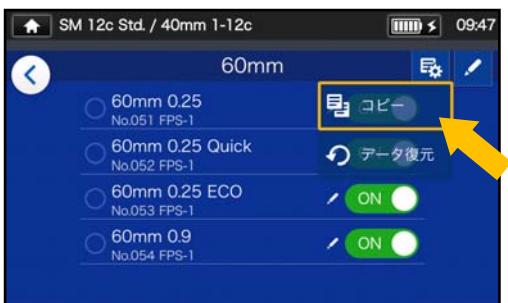 SM 12c Std. / 40mm 1-12c
09:47
60mm
60mm 0.25
No.051 FPS-1
コピー
60mm 0.25 Quick
No.052 FPS-1
データ復元
60mm 0.25 ECO
No.053 FPS-1
ON
60mm 0.9
No.054 FPS-1
ON